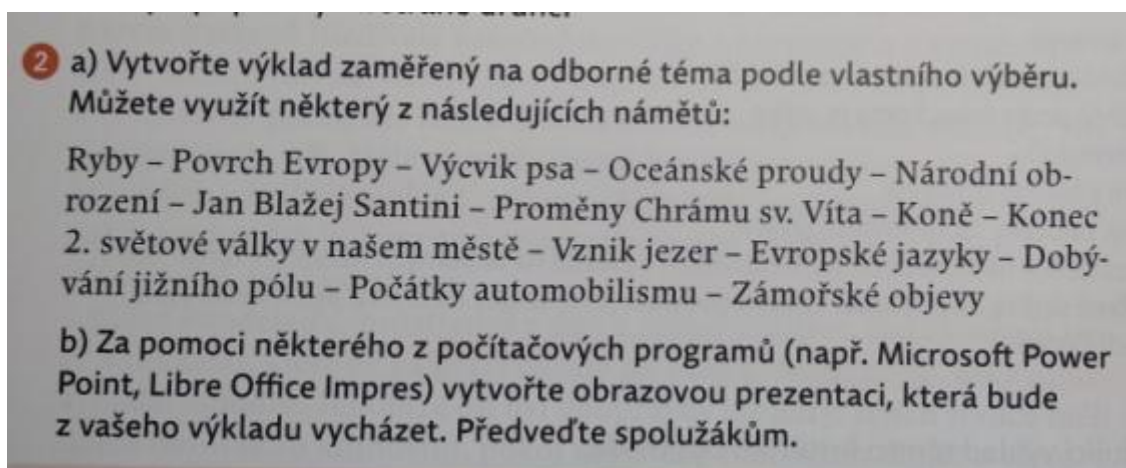 2 a) Vytvořte výklad zaměřený na odborné téma podle vlastního výběru.
Můžete využít některý z následujících námětů:
Ryby – Povrch Evropy – Výcvik psa – Oceánské proudy – Národní ob-
rození – Jan Blažej Santini – Proměny Chrámu sv. Víta – Koně – Konec
2. světové války v našem městě – Vznik jezer – Evropské jazyky – Dobý-
vání jižního pólu – Počátky automobilismu – Zámořské objevy
b) Za pomoci některého z počítačových programů (např. Microsoft Power
Point, Libre Office Impres) vytvořte obrazovou prezentaci, která bude
z vašeho výkladu vycházet. Předveďte spolužákům.